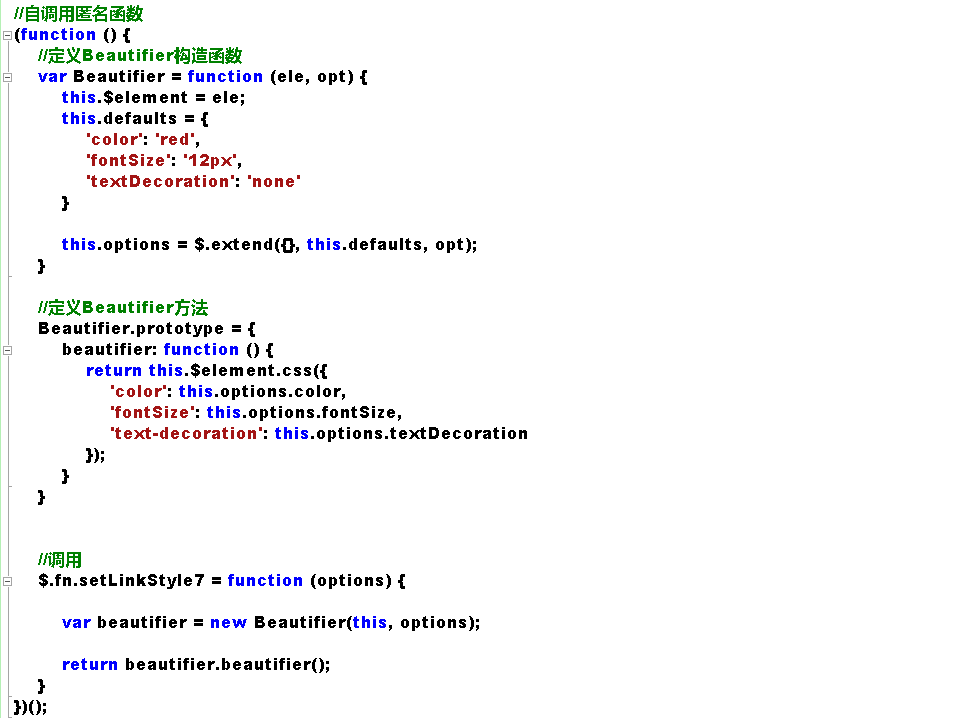 //自调用匿名函数
(function () {
//定义Beautifier构造函数
var Beautifier = function (ele, opt) {
this.$element = ele;
this.defaults = {
'color': 'red',
'fontSize': '12px',
'textDecoration': 'none'
}
this.options = $.extend({}, this.defaults, opt);
}
//定义Beautifier方法
Beautifier.prototype = {
beautifier: function () {
return this.$element.css({
'color': this.options.color,
'fontSize': this.options.fontSize,
'text-decoration': this.options.textDecoration
});
}
}
//调用
$.fn.setLinkStyle7 = function (options) {
var beautifier = new Beautifier(this, options);
return beautifier.beautifier();
}
})();